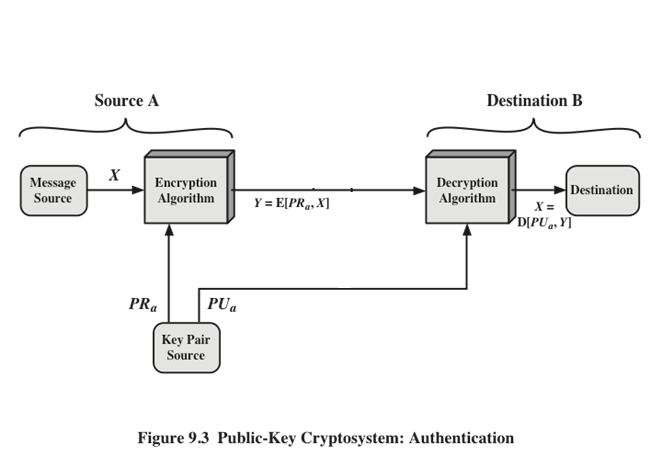 Source A
Destination B
Message
Source
X
Encryption
Algorithm
Y = E[PRa, X]
Decryption
Algorithm
Destination
X =
D[PUa, Y]
PRa
PUa
Key Pair
Source
Figure 9.3 Public-Key Cryptosystem: Authentication